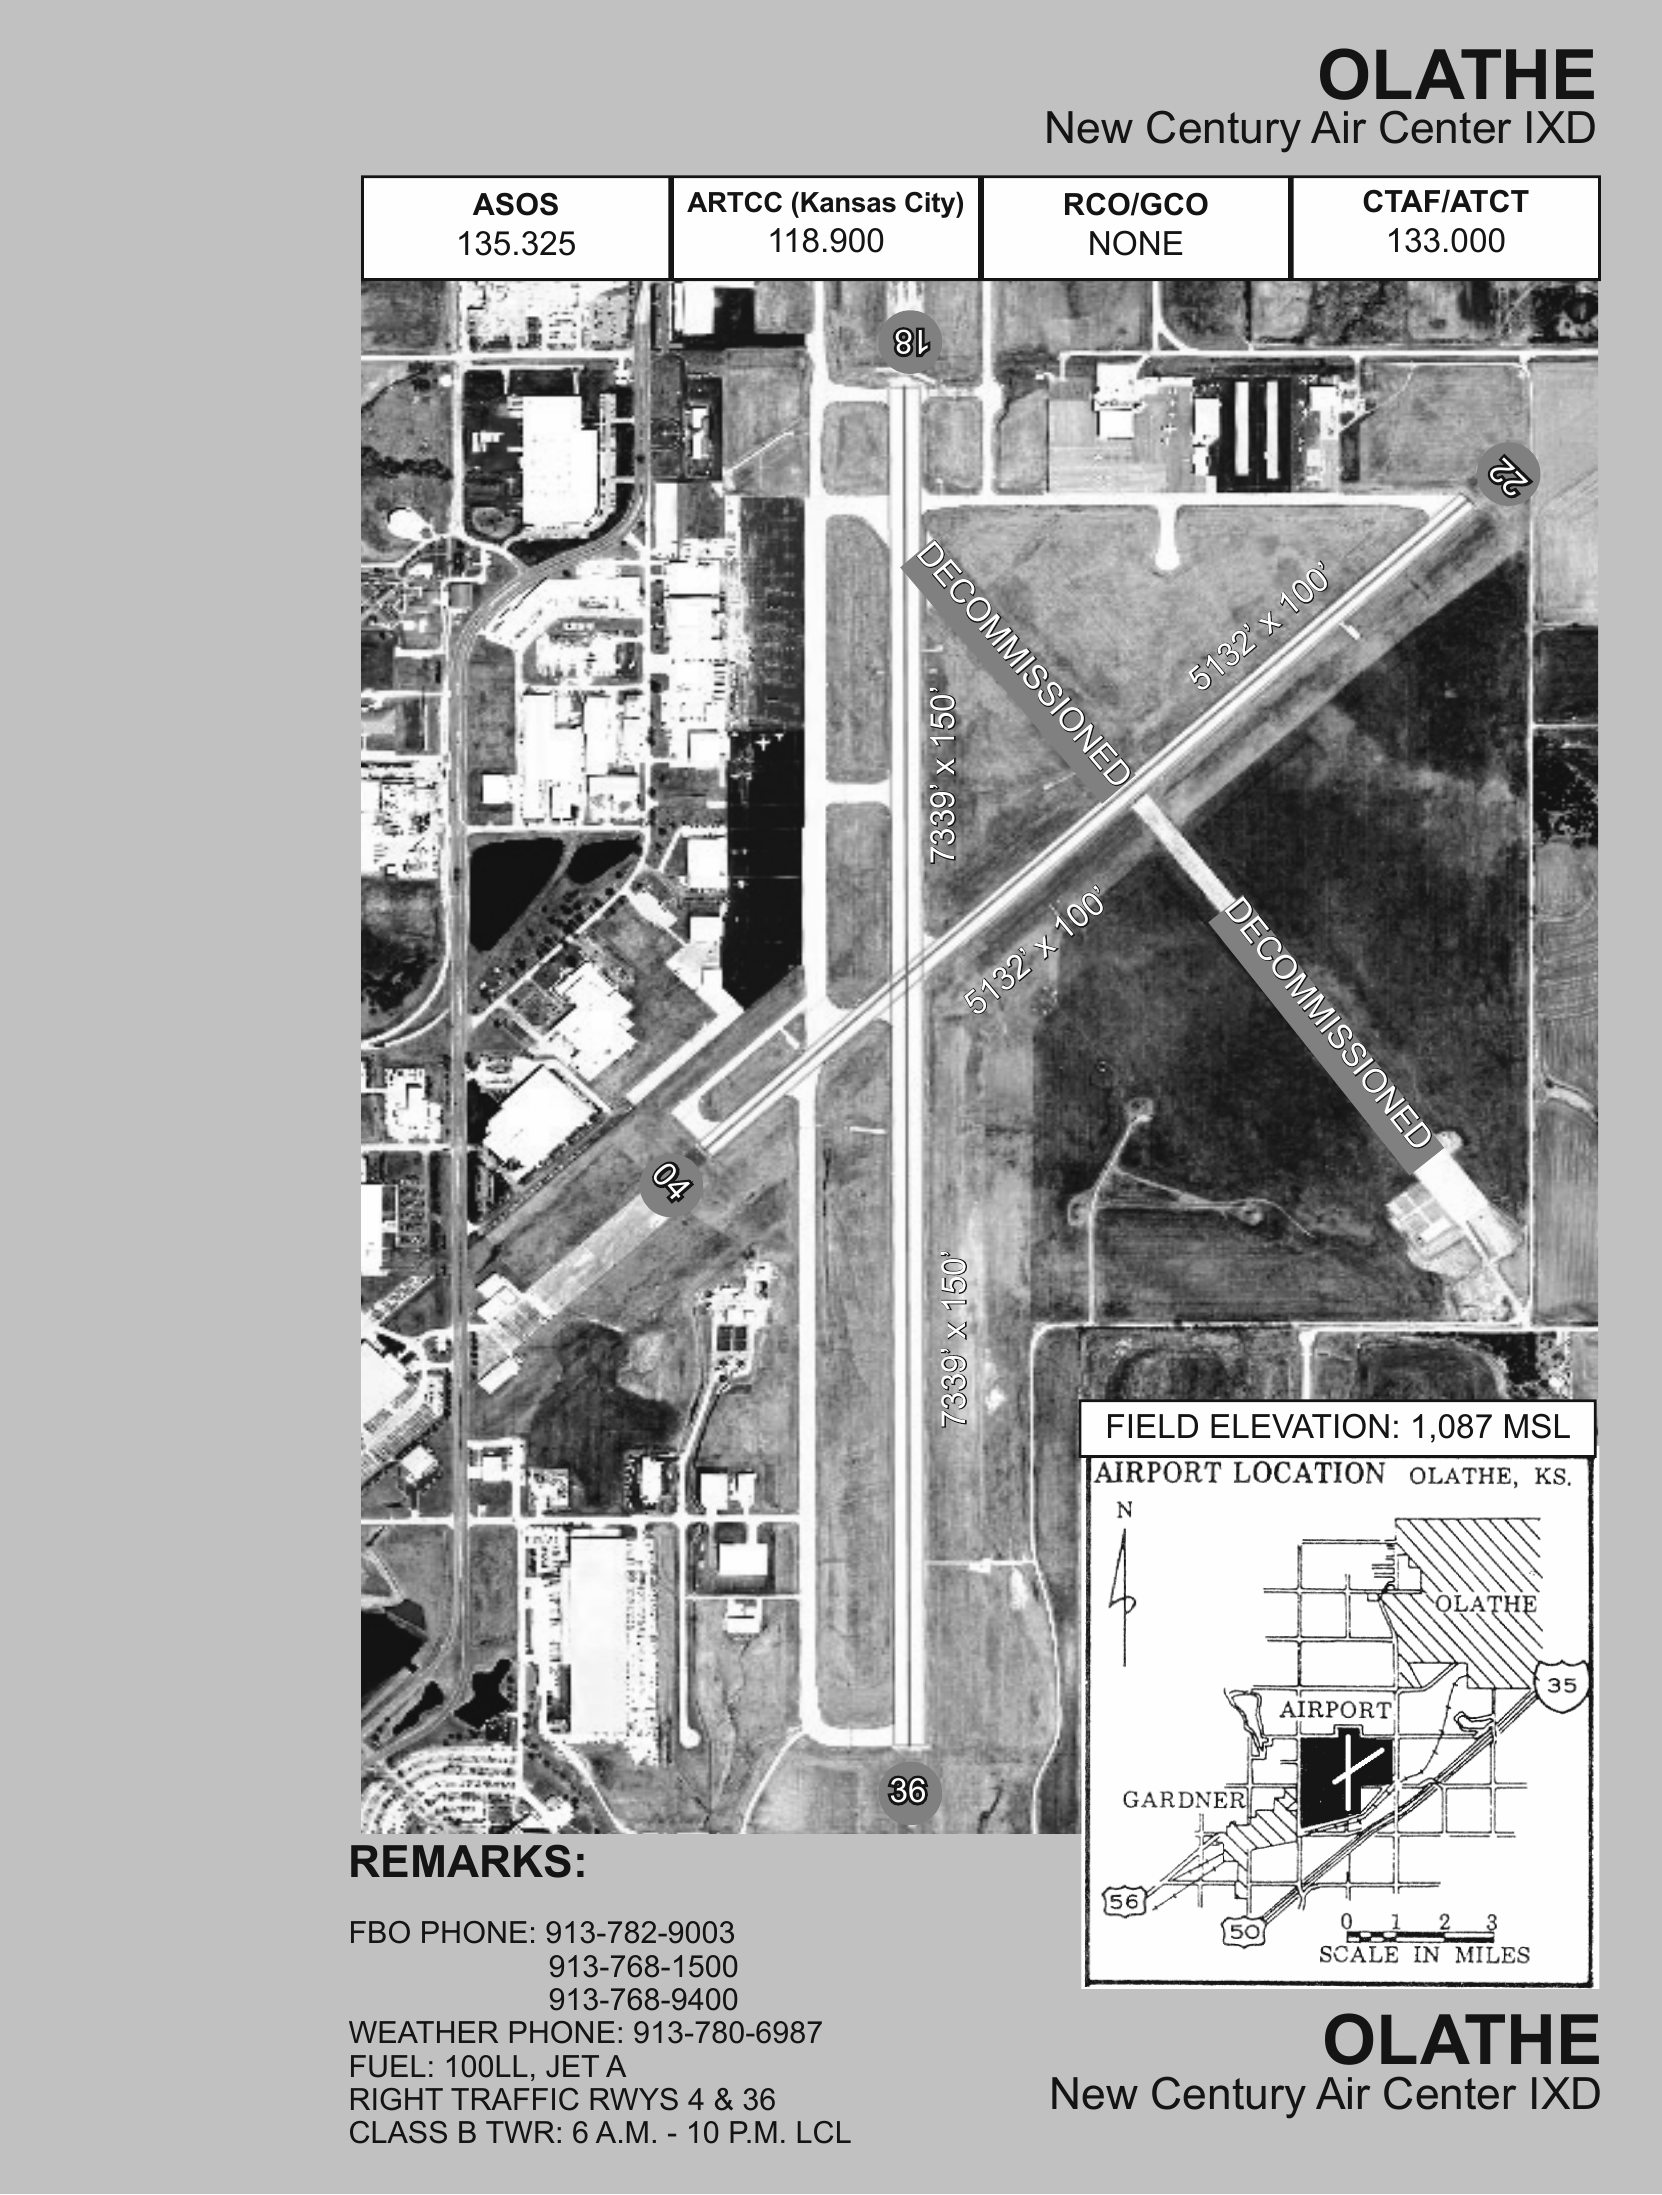 OLATHE
New Century Air Center IXD
ASOS
135.325
ARTCC (Kansas City)
118.900
RCO/GCO
NONE
CTAF/ATCT
133.000
18
22
DECOMMISSIONED
5132' x 100'
7339' x 150'
5132' x 100'
DECOMMISSIONED
04
7339' x 150'
36
FIELD ELEVATION: 1,087 MSL
AIRPORT LOCATION OLATHE, KS.
N
OLATHE
35
AIRPORT
GARDNER
56
50
0 1 2 3
SCALE IN MILES
REMARKS:
FBO PHONE: 913-782-9003
913-768-1500
913-768-9400
WEATHER PHONE: 913-780-6987
FUEL: 100LL, JET A
RIGHT TRAFFIC RWYS 4 & 36
CLASS B TWR: 6 A.M. - 10 P.M. LCL
OLATHE
New Century Air Center IXD